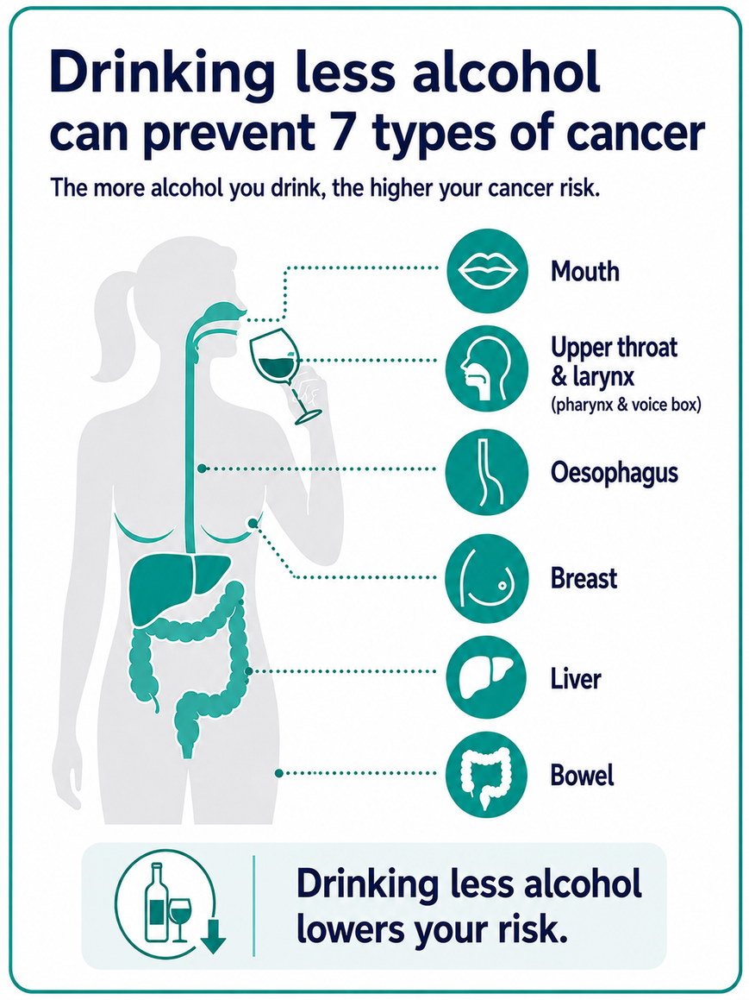 Drinking less alcohol
can prevent 7 types of cancer
The more alcohol you drink, the higher your cancer risk.
Mouth
Upper throat
& larynx
(pharynx & voice box)
Oesophagus
Breast
Liver
Bowel
Drinking less alcohol
lowers your risk.